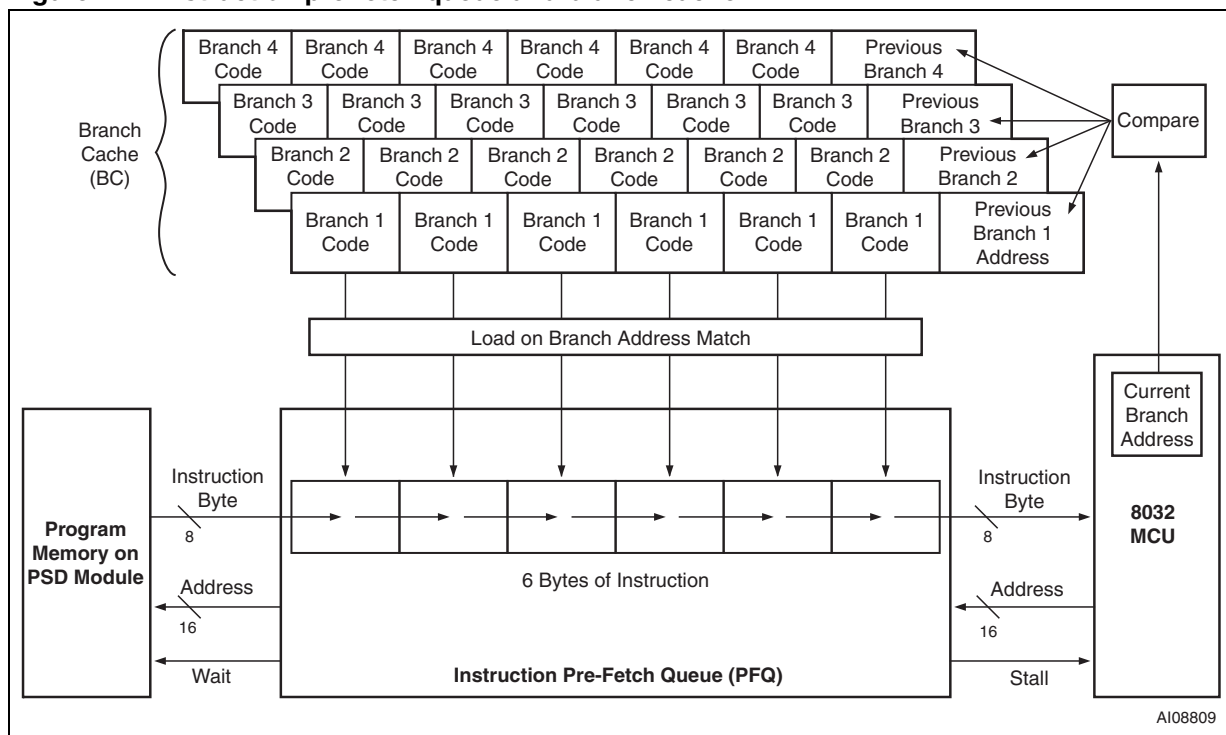 Branch 4 Code Branch 4 Code Branch 4 Code Branch 4 Code Branch 4 Code Branch 4 Code Previous Branch 4
Branch 3 Code Branch 3 Code Branch 3 Code Branch 3 Code Branch 3 Code Branch 3 Code Previous Branch 3
Branch 2 Code Branch 2 Code Branch 2 Code Branch 2 Code Branch 2 Code Branch 2 Code Previous Branch 2
Branch 1 Code Branch 1 Code Branch 1 Code Branch 1 Code Branch 1 Code Branch 1 Code Previous Branch 1 Address
Branch
Cache
(BC)
Compare
Load on Branch Address Match
Current
Branch
Address
Instruction
Byte
8
Program
Memory on
PSD Module
Address
16
Wait
6 Bytes of Instruction
Instruction Pre-Fetch Queue (PFQ)
Instruction
Byte
8
Address
16
Stall
8032
MCU
AI08809